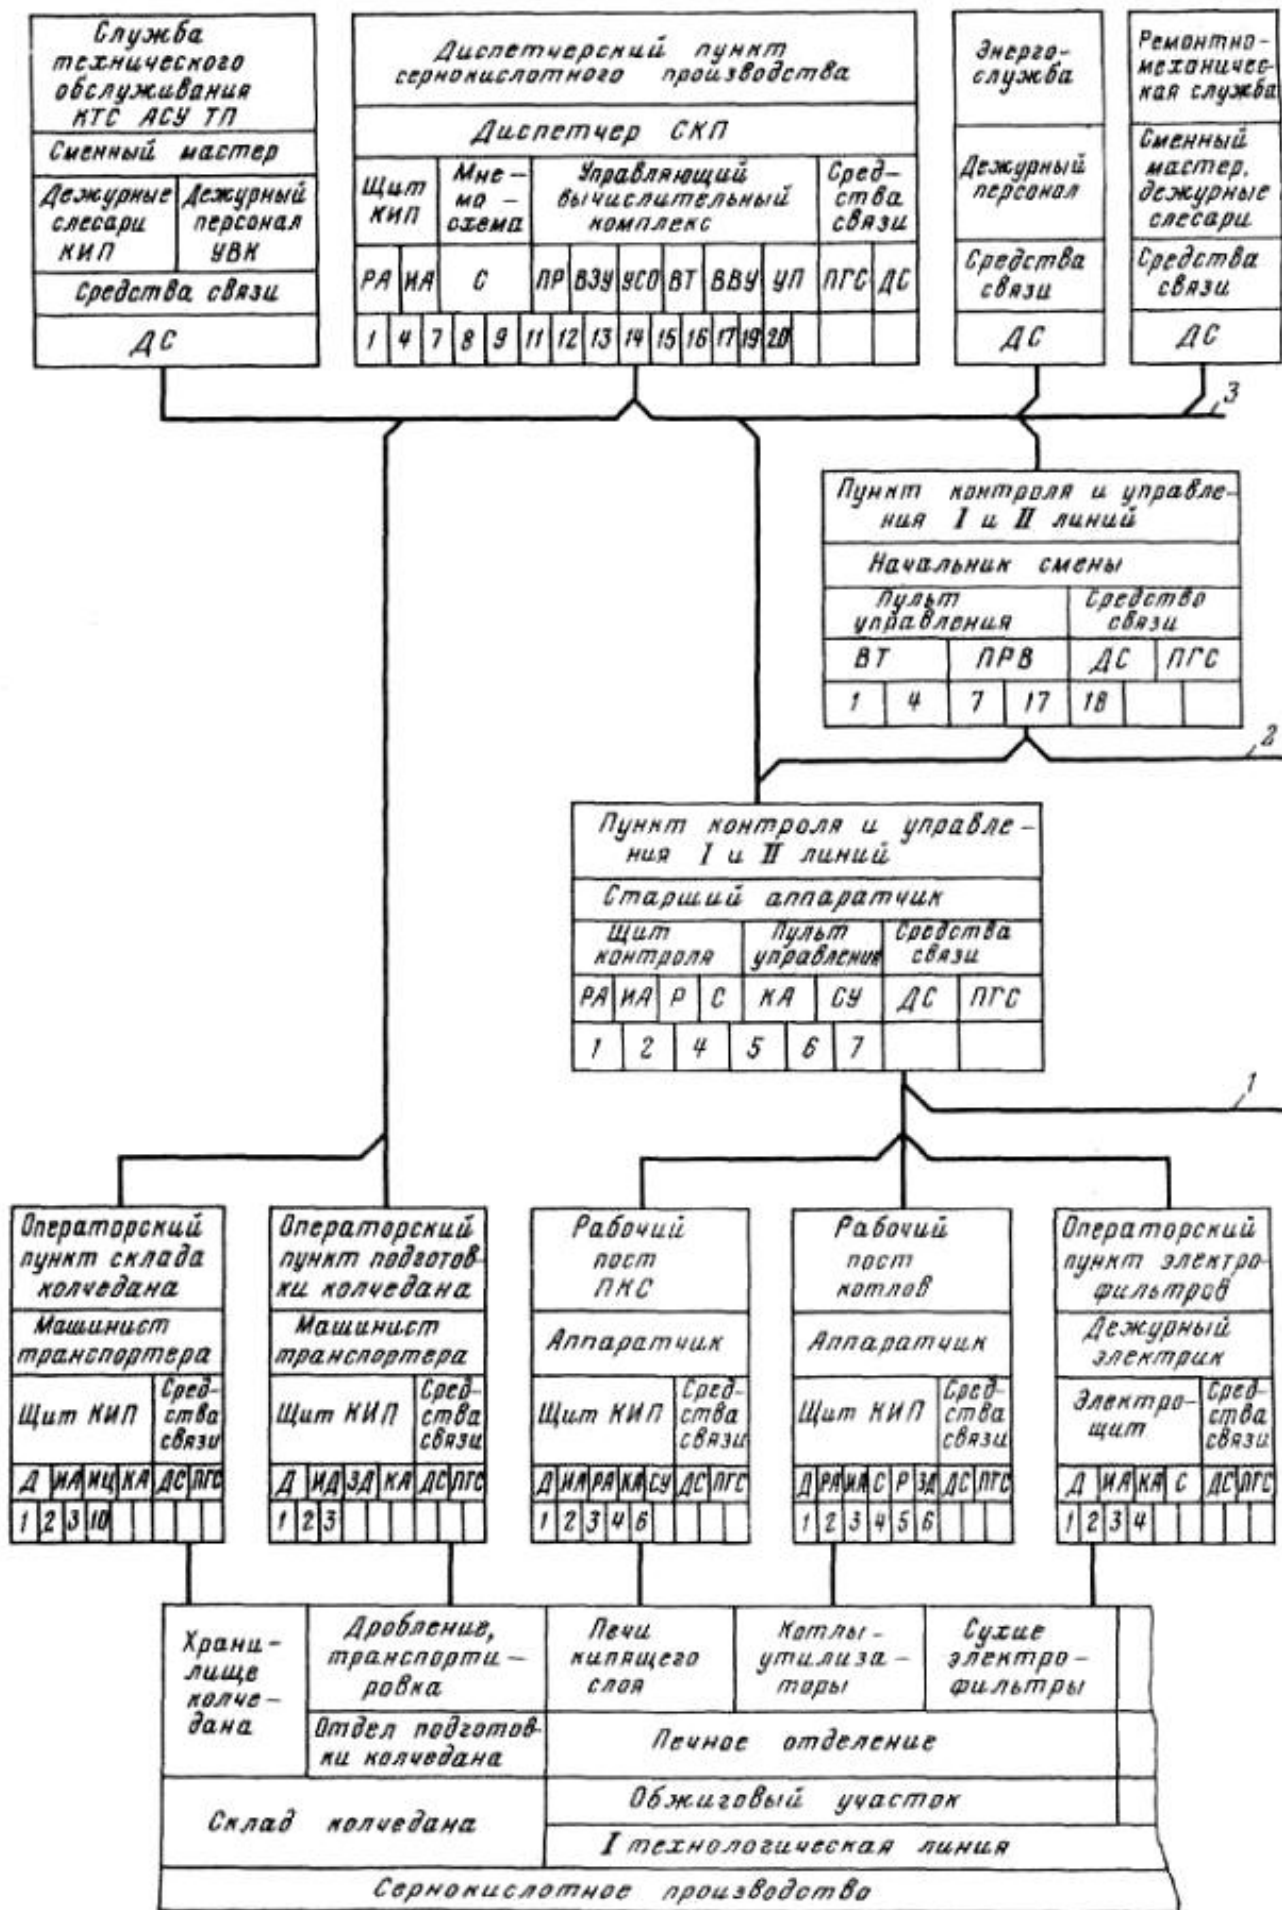 Служба
технического
обслуживания
КТС АСУ ТП
Сменный мастер
Дежурные
слесари
КИП
Дежурный
персонал
УВК
Средства связи
ДС
Диспетчерский пункт
сернокислотного производства
Диспетчер СКП
Щит
КИП
Мне-
мо-
схема
Управляющий
вычислительный
комплекс
Сред-
ства
связи
РА ИА С ПР ВЗУ УСО ВТ ВВУ УП ПГС ДС
1 4 7 8 9 11 12 13 14 15 16 17 19 20
Энерго-
служба
Дежурный
персонал
Средства
связи
ДС
Ремонтно-
механичес-
кая служба
Сменный
мастер,
дежурные
слесари
Средства
связи
ДС
3
Пункт контроля и управле-
ния I и II линий
Начальник смены
Пульт
управления
Средство
связи
ВТ ПРВ ДС ПГС
1 4 7 17 18
2
Пункт контроля и управле-
ния I и II линий
Старший аппаратчик
Щит
контроля
Пульт
управления
Средства
связи
РА ИА Р С КА СУ ДС ПГС
1 2 4 5 6 7
1
Операторский
пункт склада
колчедана
Машинист
транспортера
Щит КИП
Сред-
ства
связи
Д ИА ИЦ КА ДС ПГС
1 2 3 10
Операторский
пункт подготов-
ки колчедана
Машинист
транспортера
Щит КИП
Сред-
ства
связи
Д ИД ЗД КА ДС ПГС
1 2 3
Рабочий
пост
ПКС
Аппаратчик
Щит КИП
Сред-
ства
связи
Д ИА РА КА СУ ДС ПГС
1 2 3 4 6
Рабочий
пост
котлов
Аппаратчик
Щит КИП
Сред-
ства
связи
Д РА ИА С Р ЗД ДС ПГС
1 2 3 4 5 6
Операторский
пункт электро-
фильтров
Дежурный
электрик
Электро-
щит
Сред-
ства
связи
Д ИА КА С ДС ПГС
1 2 3 4
Храни-
лище
колче-
дана
Дробление,
транспорти-
ровка
Отдел подготов-
ки колчедана
Печи
кипящего
слоя
Котлы-
утилиза-
торы
Сухие
электро-
фильтры
Печное отделение
Склад колчедана
Обжиговый участок
I технологическая линия
Сернокислотное производство